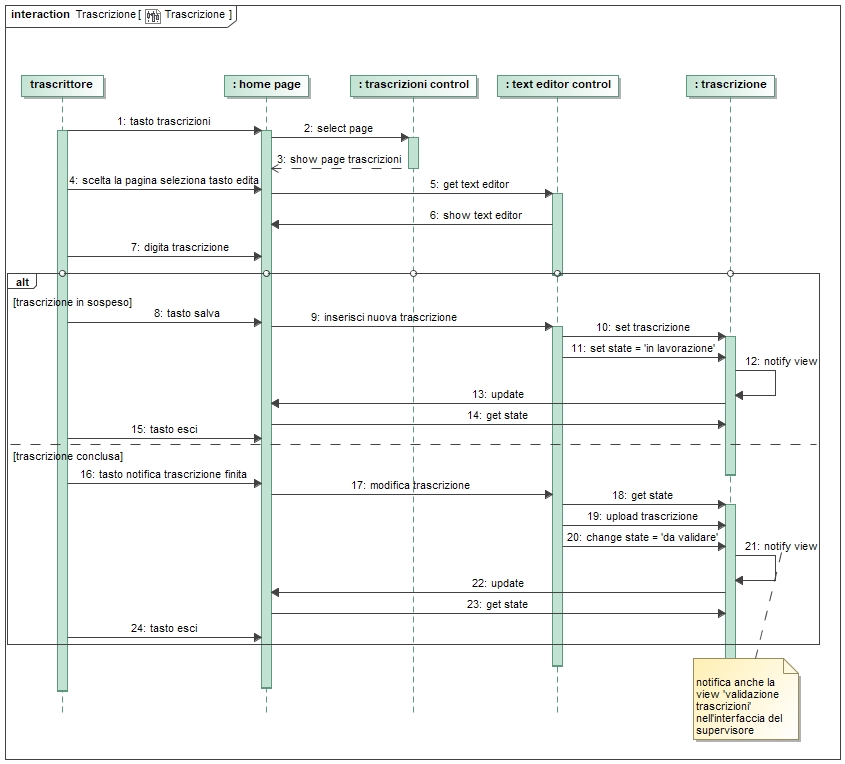 interaction Trascrizione [ Trascrizione ]
trascrittore
: home page
: trascrizioni control
: text editor control
: trascrizione
1: tasto trascrizioni
2: select page
3: show page trascrizioni
4: scelta la pagina seleziona tasto edita
5: get text editor
6: show text editor
7: digita trascrizione
alt
[trascrizione in sospeso]
8: tasto salva
9: inserisci nuova trascrizione
10: set trascrizione
11: set state = 'in lavorazione'
12: notify view
13: update
14: get state
15: tasto esci
[trascrizione conclusa]
16: tasto notifica trascrizione finita
17: modifica trascrizione
18: get state
19: upload trascrizione
20: change state = 'da validare'
21: notify view
22: update
23: get state
24: tasto esci
notifica anche la
view 'validazione
trascrizioni'
nell'interfaccia del
supervisore